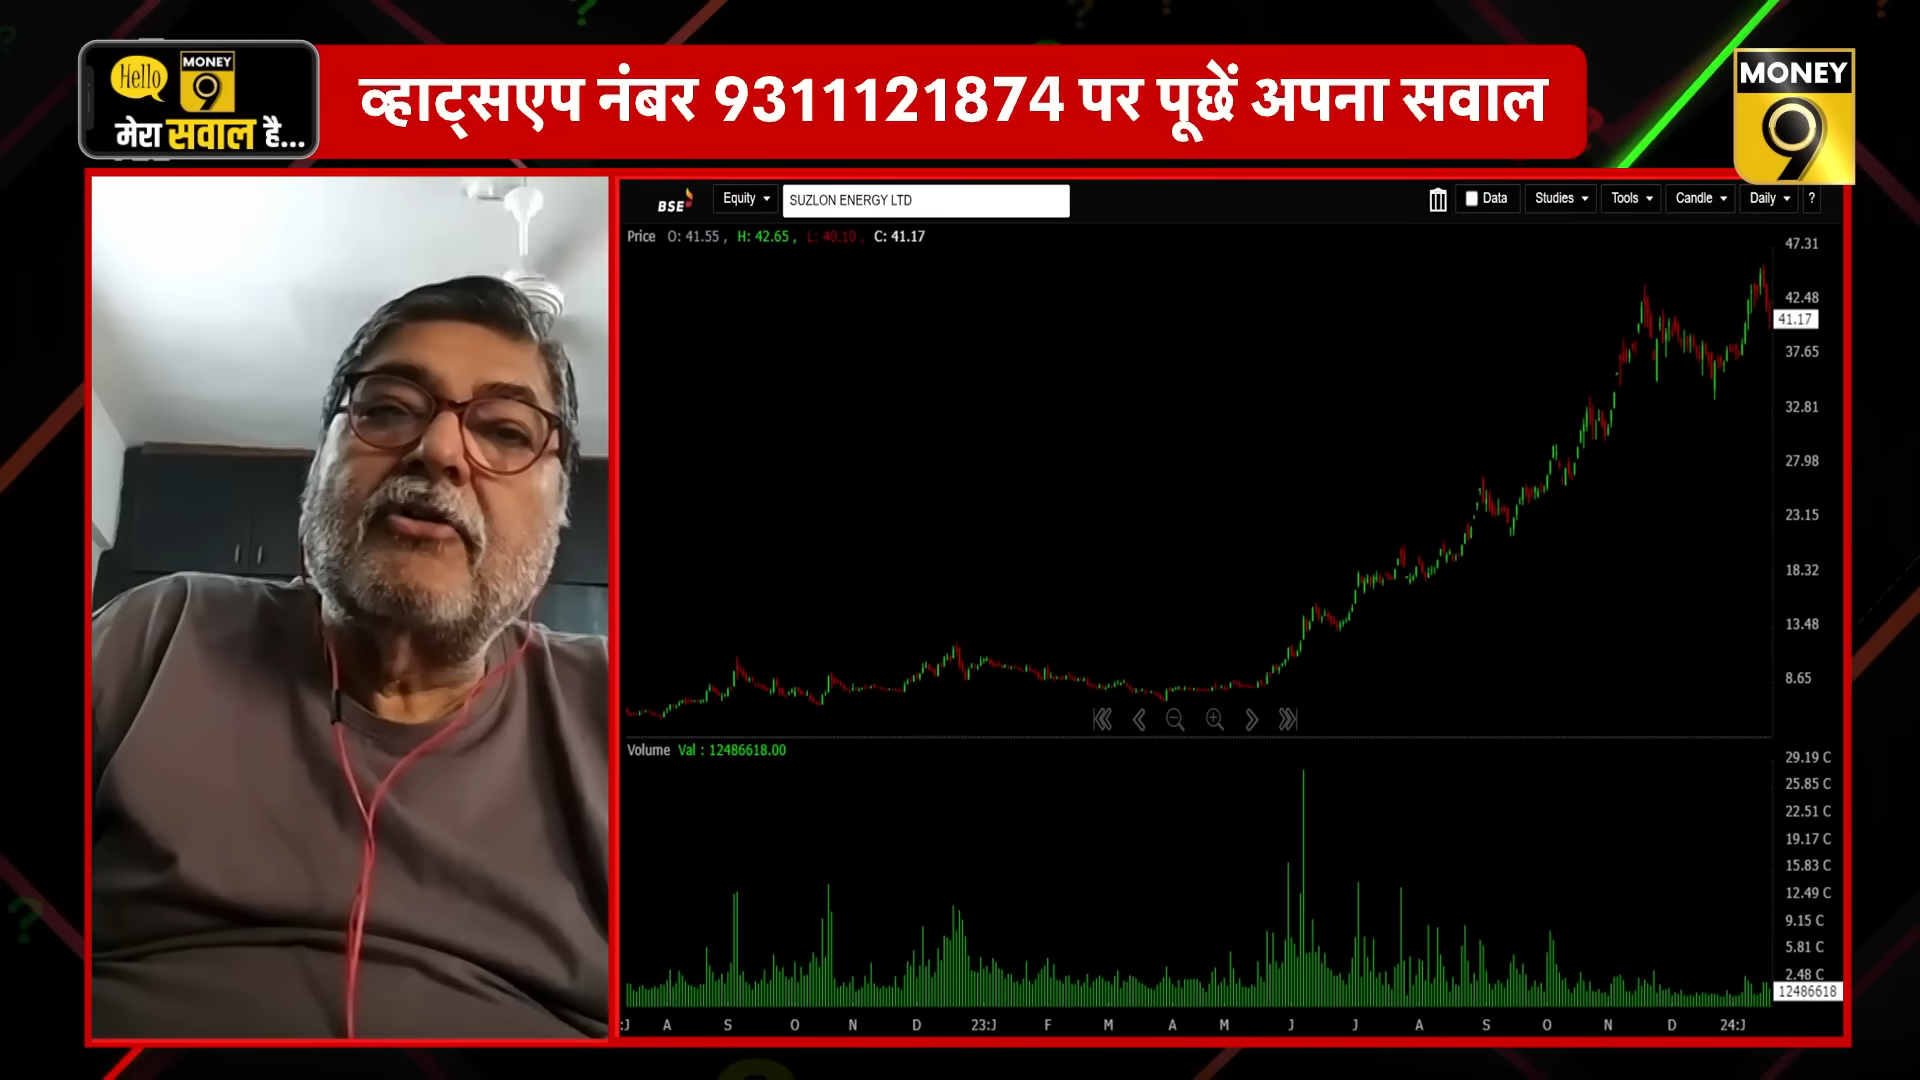 Hello
MONEY
9
मेरा सवाल है...
व्हाट्सएप नंबर 9311121874 पर पूछें अपना सवाल
MONEY
9
BSE
Equity
SUZLON ENERGY LTD
Data
Studies
Tools
Candle
Daily
?
Price O: 41.55 , H: 42.65 , L: 40.10 , C: 41.17
47.31
42.48
41.17
37.65
32.81
27.98
23.15
18.32
13.48
8.65
Volume Val : 12486618.00
29.19 C
25.85 C
22.51 C
19.17 C
15.83 C
12.49 C
9.15 C
5.81 C
2.48 C
12486618
:J A S O N D 23:J F M A M J J A S O N D 24:J